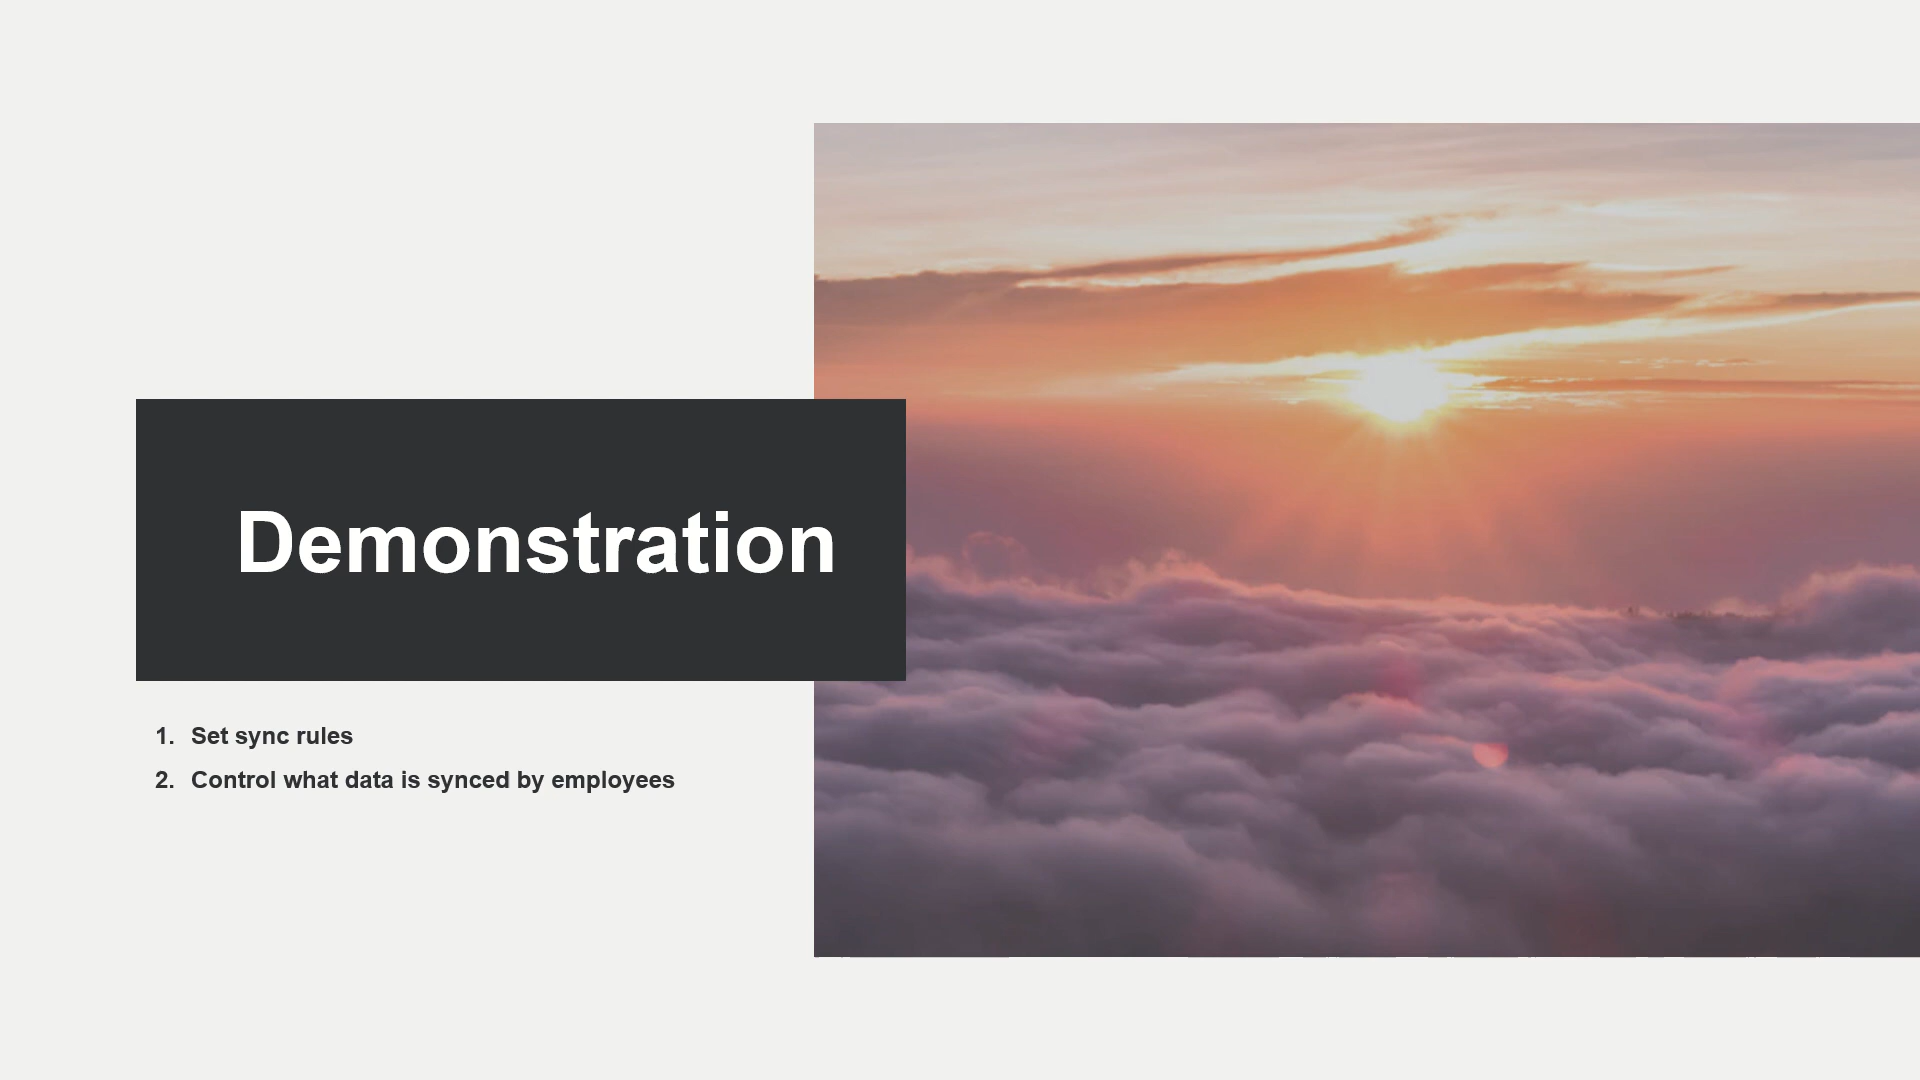 Demonstration
1. Set sync rules
2. Control what data is synced by employees